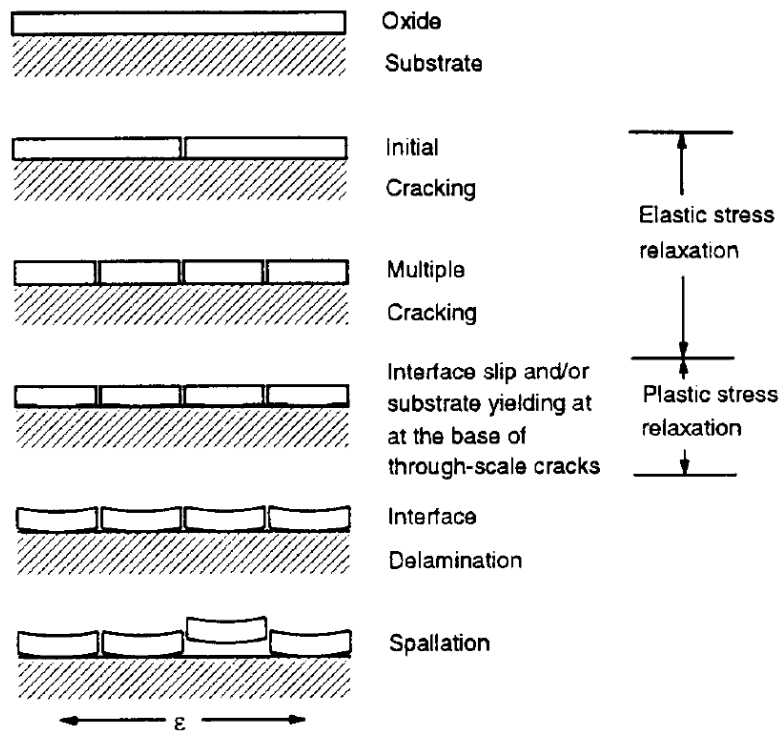 Oxide
Substrate
Initial
Cracking
Multiple
Cracking
Elastic stress
relaxation
Interface slip and/or
substrate yielding at
at the base of
through-scale cracks
Plastic stress
relaxation
Interface
Delamination
Spallation
ε